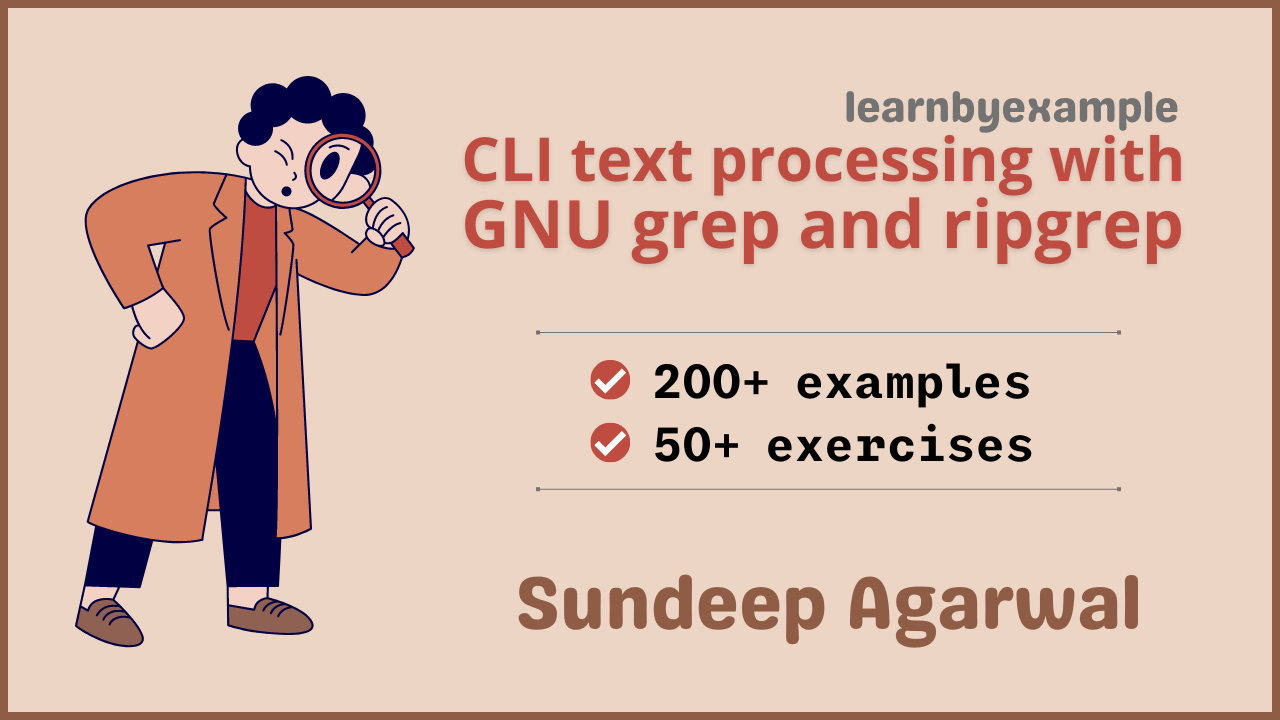 learnbyexample
CLI text processing with
GNU grep and ripgrep
200+ examples
50+ exercises
Sundeep Agarwal